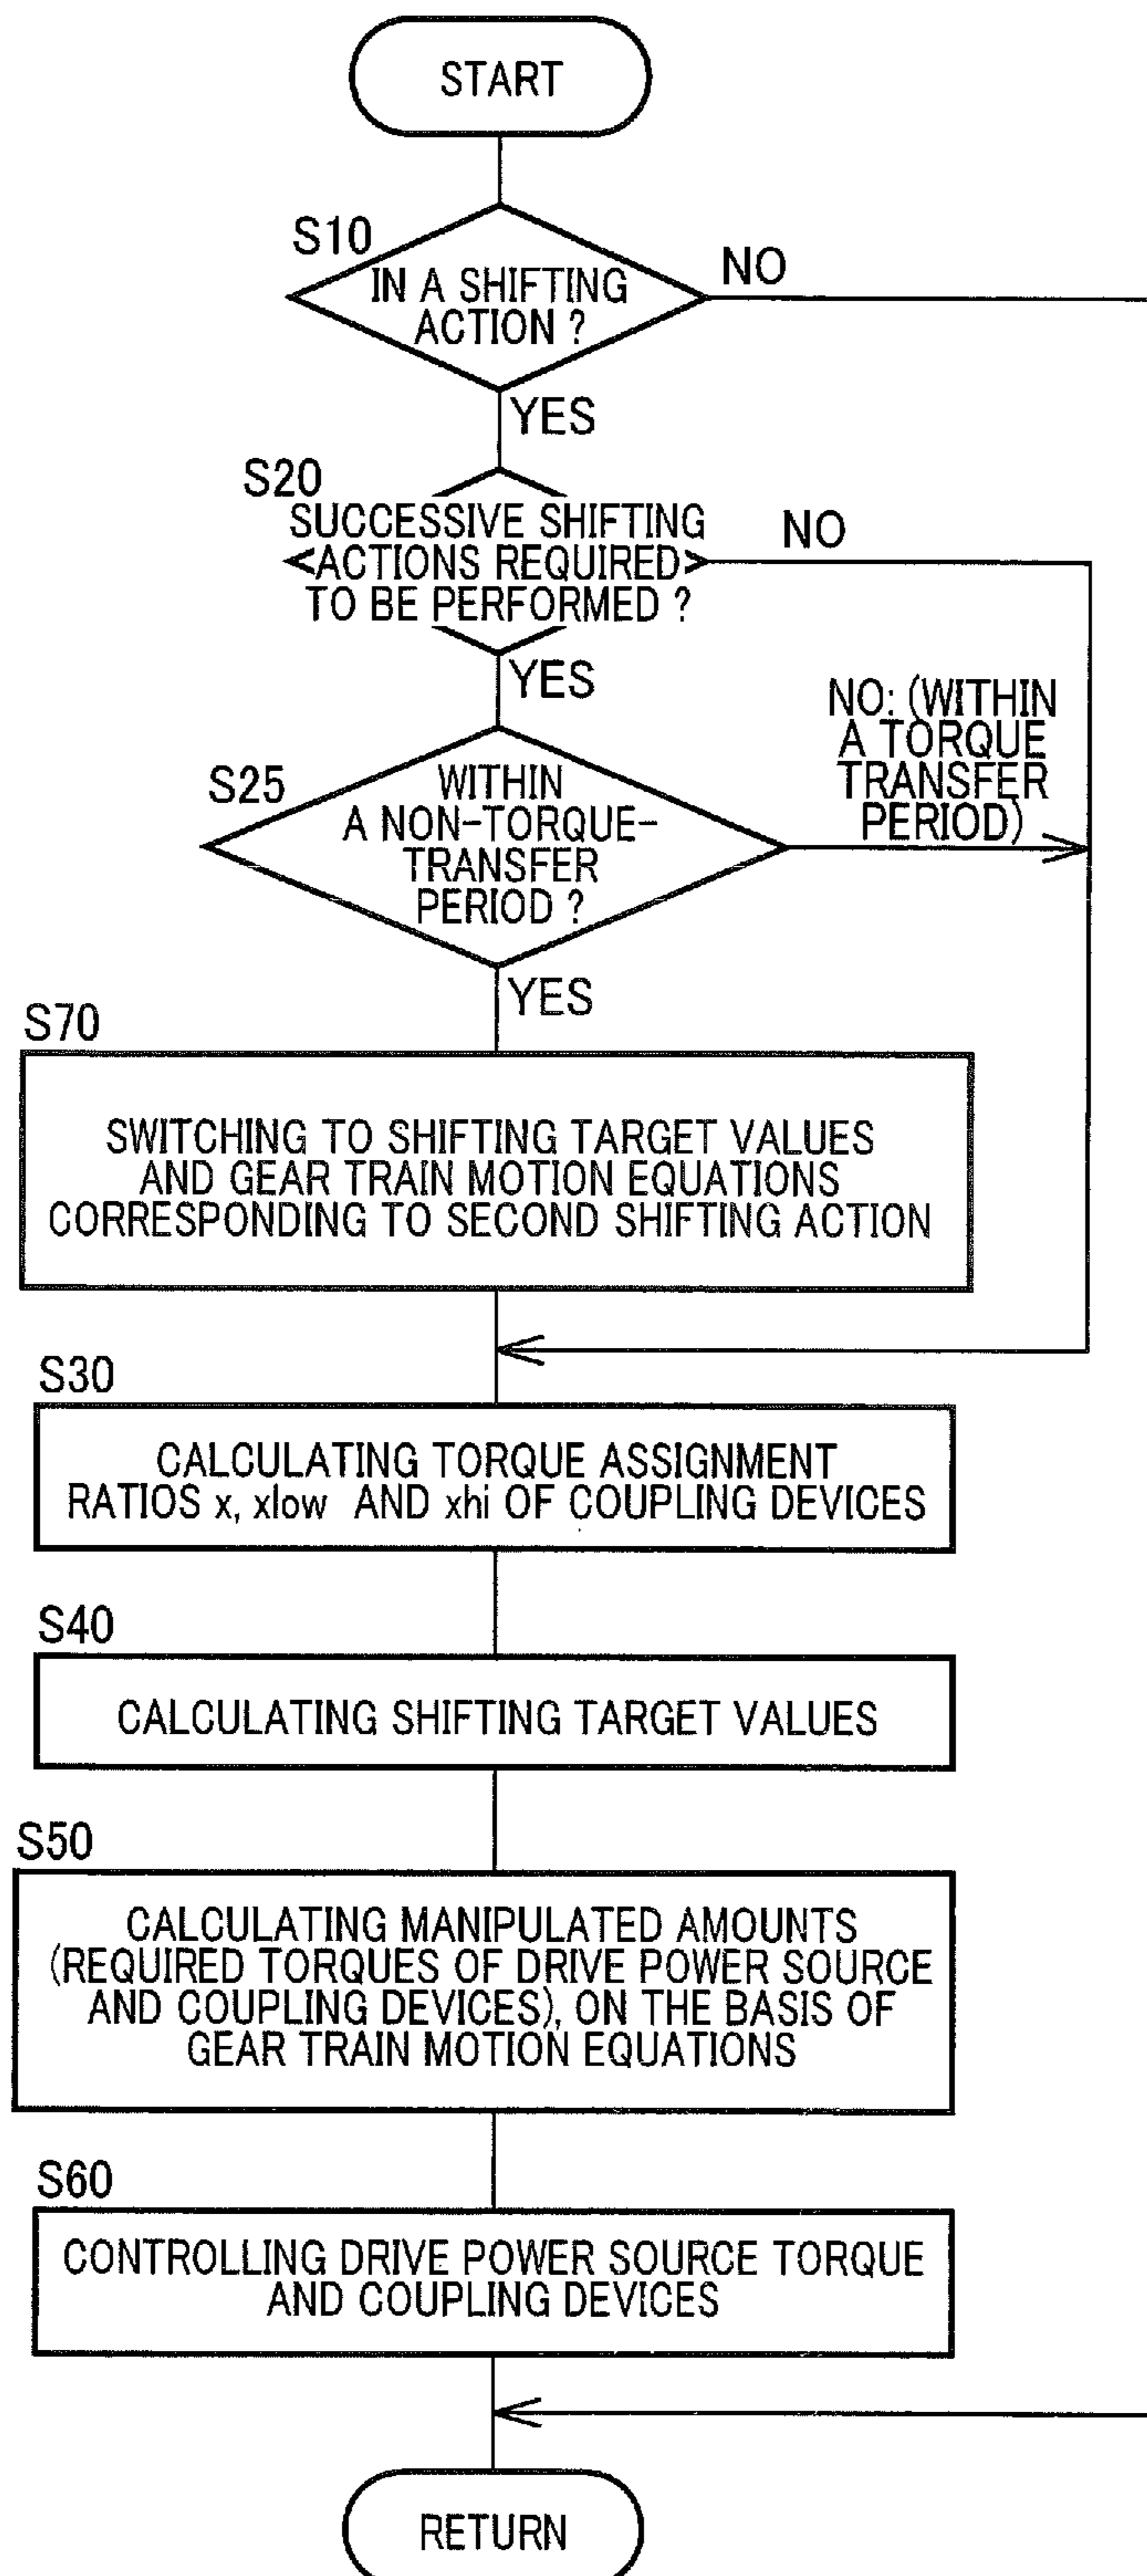 START
S10
IN A SHIFTING
ACTION ?
NO
YES
S20
SUCCESSIVE SHIFTING
ACTIONS REQUIRED
TO BE PERFORMED ?
NO
YES
S25
WITHIN
A NON-TORQUE-
TRANSFER
PERIOD ?
NO: (WITHIN
A TORQUE
TRANSFER
PERIOD)
YES
S70
SWITCHING TO SHIFTING TARGET VALUES
AND GEAR TRAIN MOTION EQUATIONS
CORRESPONDING TO SECOND SHIFTING ACTION
S30
CALCULATING TORQUE ASSIGNMENT
RATIOS x, xlow AND xhi OF COUPLING DEVICES
S40
CALCULATING SHIFTING TARGET VALUES
S50
CALCULATING MANIPULATED AMOUNTS
(REQUIRED TORQUES OF DRIVE POWER SOURCE
AND COUPLING DEVICES), ON THE BASIS OF
GEAR TRAIN MOTION EQUATIONS
S60
CONTROLLING DRIVE POWER SOURCE TORQUE
AND COUPLING DEVICES
RETURN